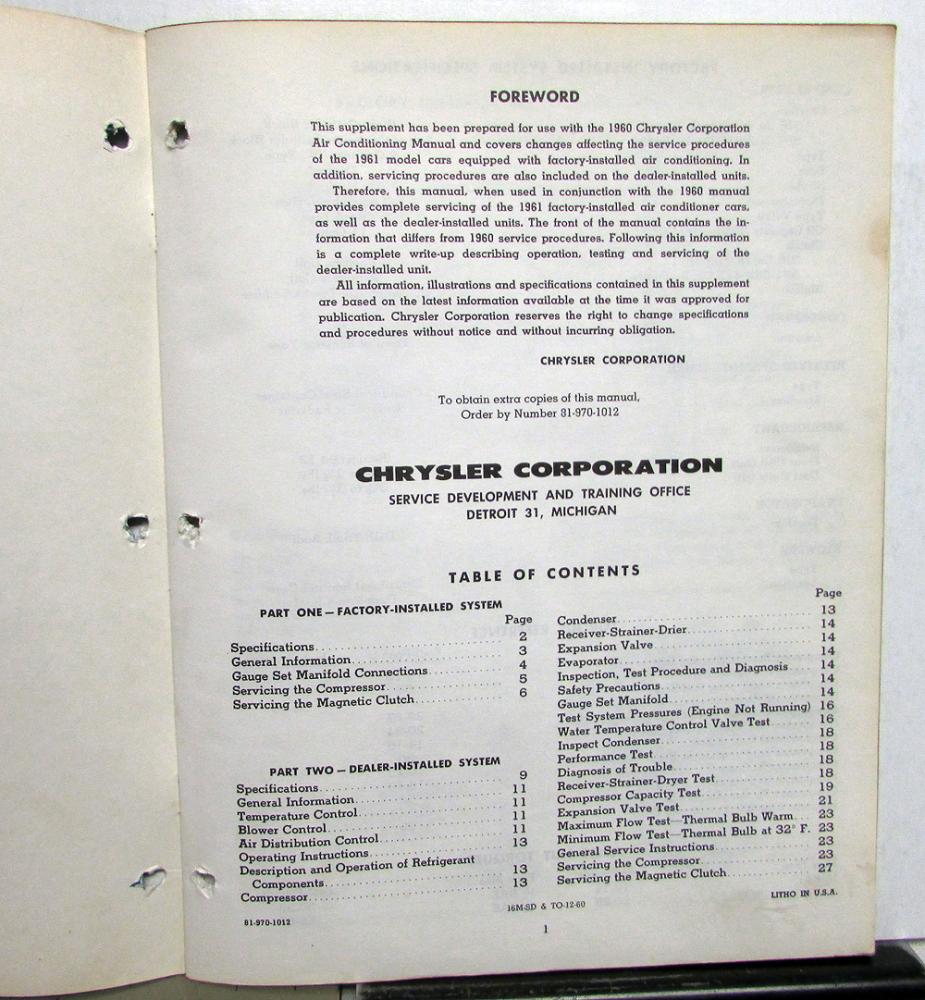 FOREWORD
This supplement has been prepared for use with the 1960 Chrysler Corporation
Air Conditioning Manual and covers changes affecting the service procedures
of the 1961 model cars equipped with factory-installed air conditioning. In
addition, servicing procedures are also included on the dealer-installed units.
Therefore, this manual, when used in conjunction with the 1960 manual
provides complete servicing of the 1961 factory-installed air conditioner cars,
as well as the dealer-installed units. The front of the manual contains the in-
formation that differs from 1960 service procedures. Following this information
is a complete write-up describing operation, testing and servicing of the
dealer-installed unit.
All information, illustrations and specifications contained in this supplement
are based on the latest information available at the time it was approved for
publication. Chrysler Corporation reserves the right to change specifications
and procedures without notice and without incurring obligation.
CHRYSLER CORPORATION
To obtain extra copies of this manual,
Order by Number 81-970-1012
CHRYSLER CORPORATION
SERVICE DEVELOPMENT AND TRAINING OFFICE
DETROIT 31, MICHIGAN
TABLE OF CONTENTS
PART ONE — FACTORY-INSTALLED SYSTEM
Page
Specifications 2
General Information 3
Gauge Set Manifold Connections 4
Servicing the Compressor 5
Servicing the Magnetic Clutch 6
PART TWO — DEALER-INSTALLED SYSTEM
Specifications 9
General Information 11
Temperature Control 11
Blower Control 11
Air Distribution Control 11
Operating Instructions 13
Description and Operation of Refrigerant
Components 13
Compressor 13
Page
Condenser 13
Receiver-Strainer-Drier 14
Expansion Valve 14
Evaporator 14
Inspection, Test Procedure and Diagnosis 14
Safety Precautions 14
Gauge Set Manifold 14
Test System Pressures (Engine Not Running) 16
Water Temperature Control Valve Test 16
Inspect Condenser 18
Performance Test 18
Diagnosis of Trouble 18
Receiver-Strainer-Dryer Test 18
Compressor Capacity Test 19
Expansion Valve Test 21
Maximum Flow Test—Thermal Bulb Warm 23
Minimum Flow Test—Thermal Bulb at 32° F. 23
General Service Instructions 23
Servicing the Compressor 23
Servicing the Magnetic Clutch 27
81-970-1012
16M-SD & TO-12-60
LITHO IN U.S.A.
1